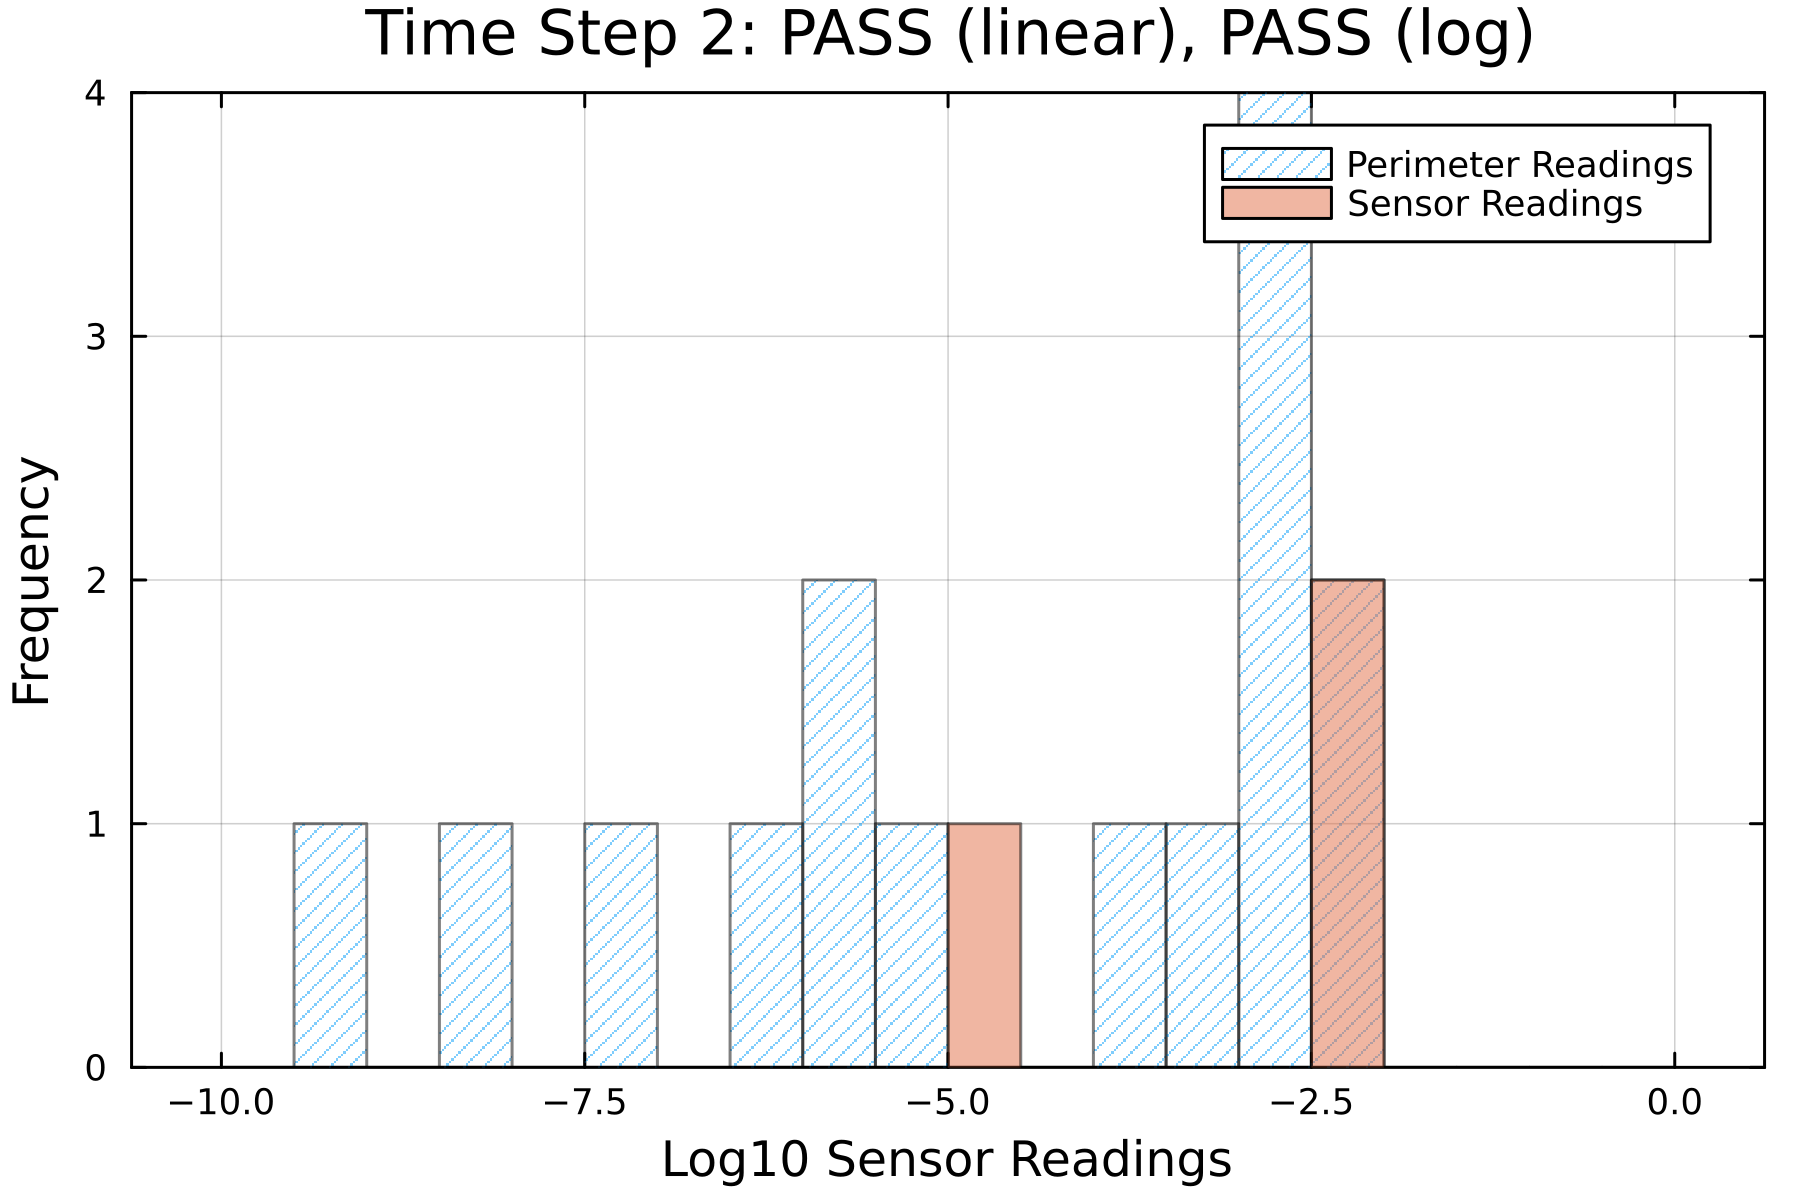 Time Step 2: PASS (linear), PASS (log)
4
Perimeter Readings
Sensor Readings
3
2
1
0
Frequency
−10.0
−7.5
−5.0
−2.5
0.0
Log10 Sensor Readings